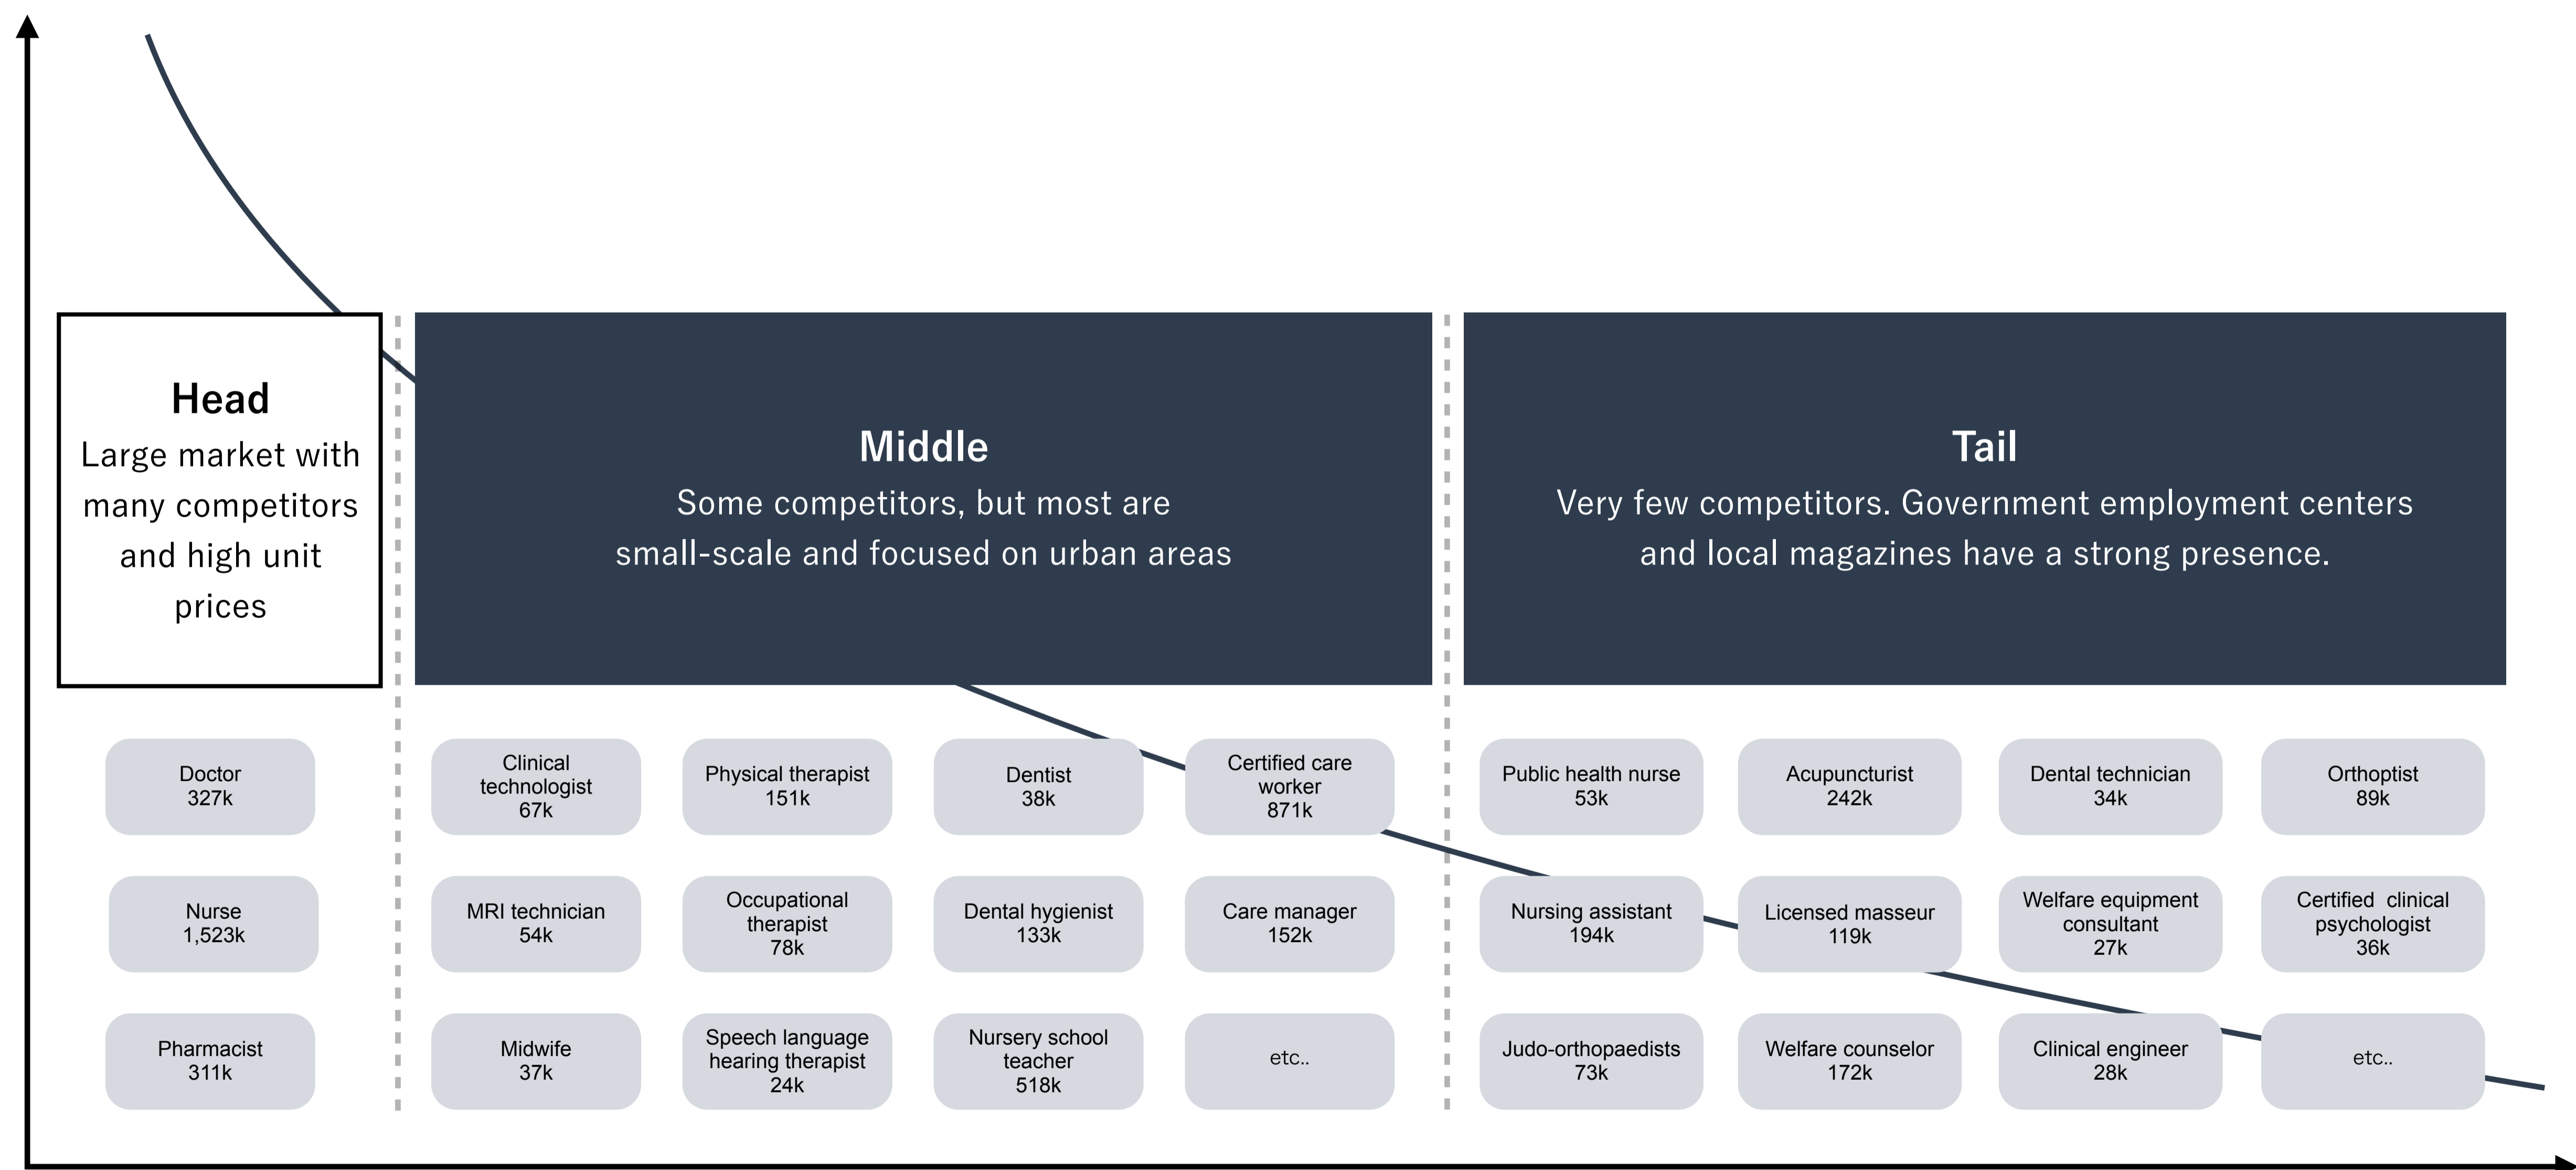 Head
Large market with
many competitors
and high unit
prices
Middle
Some competitors, but most are
small-scale and focused on urban areas
Tail
Very few competitors. Government employment centers
and local magazines have a strong presence.
Doctor
327k
Nurse
1,523k
Pharmacist
311k
Clinical
technologist
67k
Physical therapist
151k
Dentist
38k
Certified care
worker
871k
MRI technician
54k
Occupational
therapist
78k
Dental hygienist
133k
Care manager
152k
Midwife
37k
Speech language
hearing therapist
24k
Nursery school
teacher
518k
etc..
Public health nurse
53k
Acupuncturist
242k
Dental technician
34k
Orthoptist
89k
Nursing assistant
194k
Licensed masseur
119k
Welfare equipment
consultant
27k
Certified  clinical
psychologist
36k
Judo-orthopaedists
73k
Welfare counselor
172k
Clinical engineer
28k
etc..